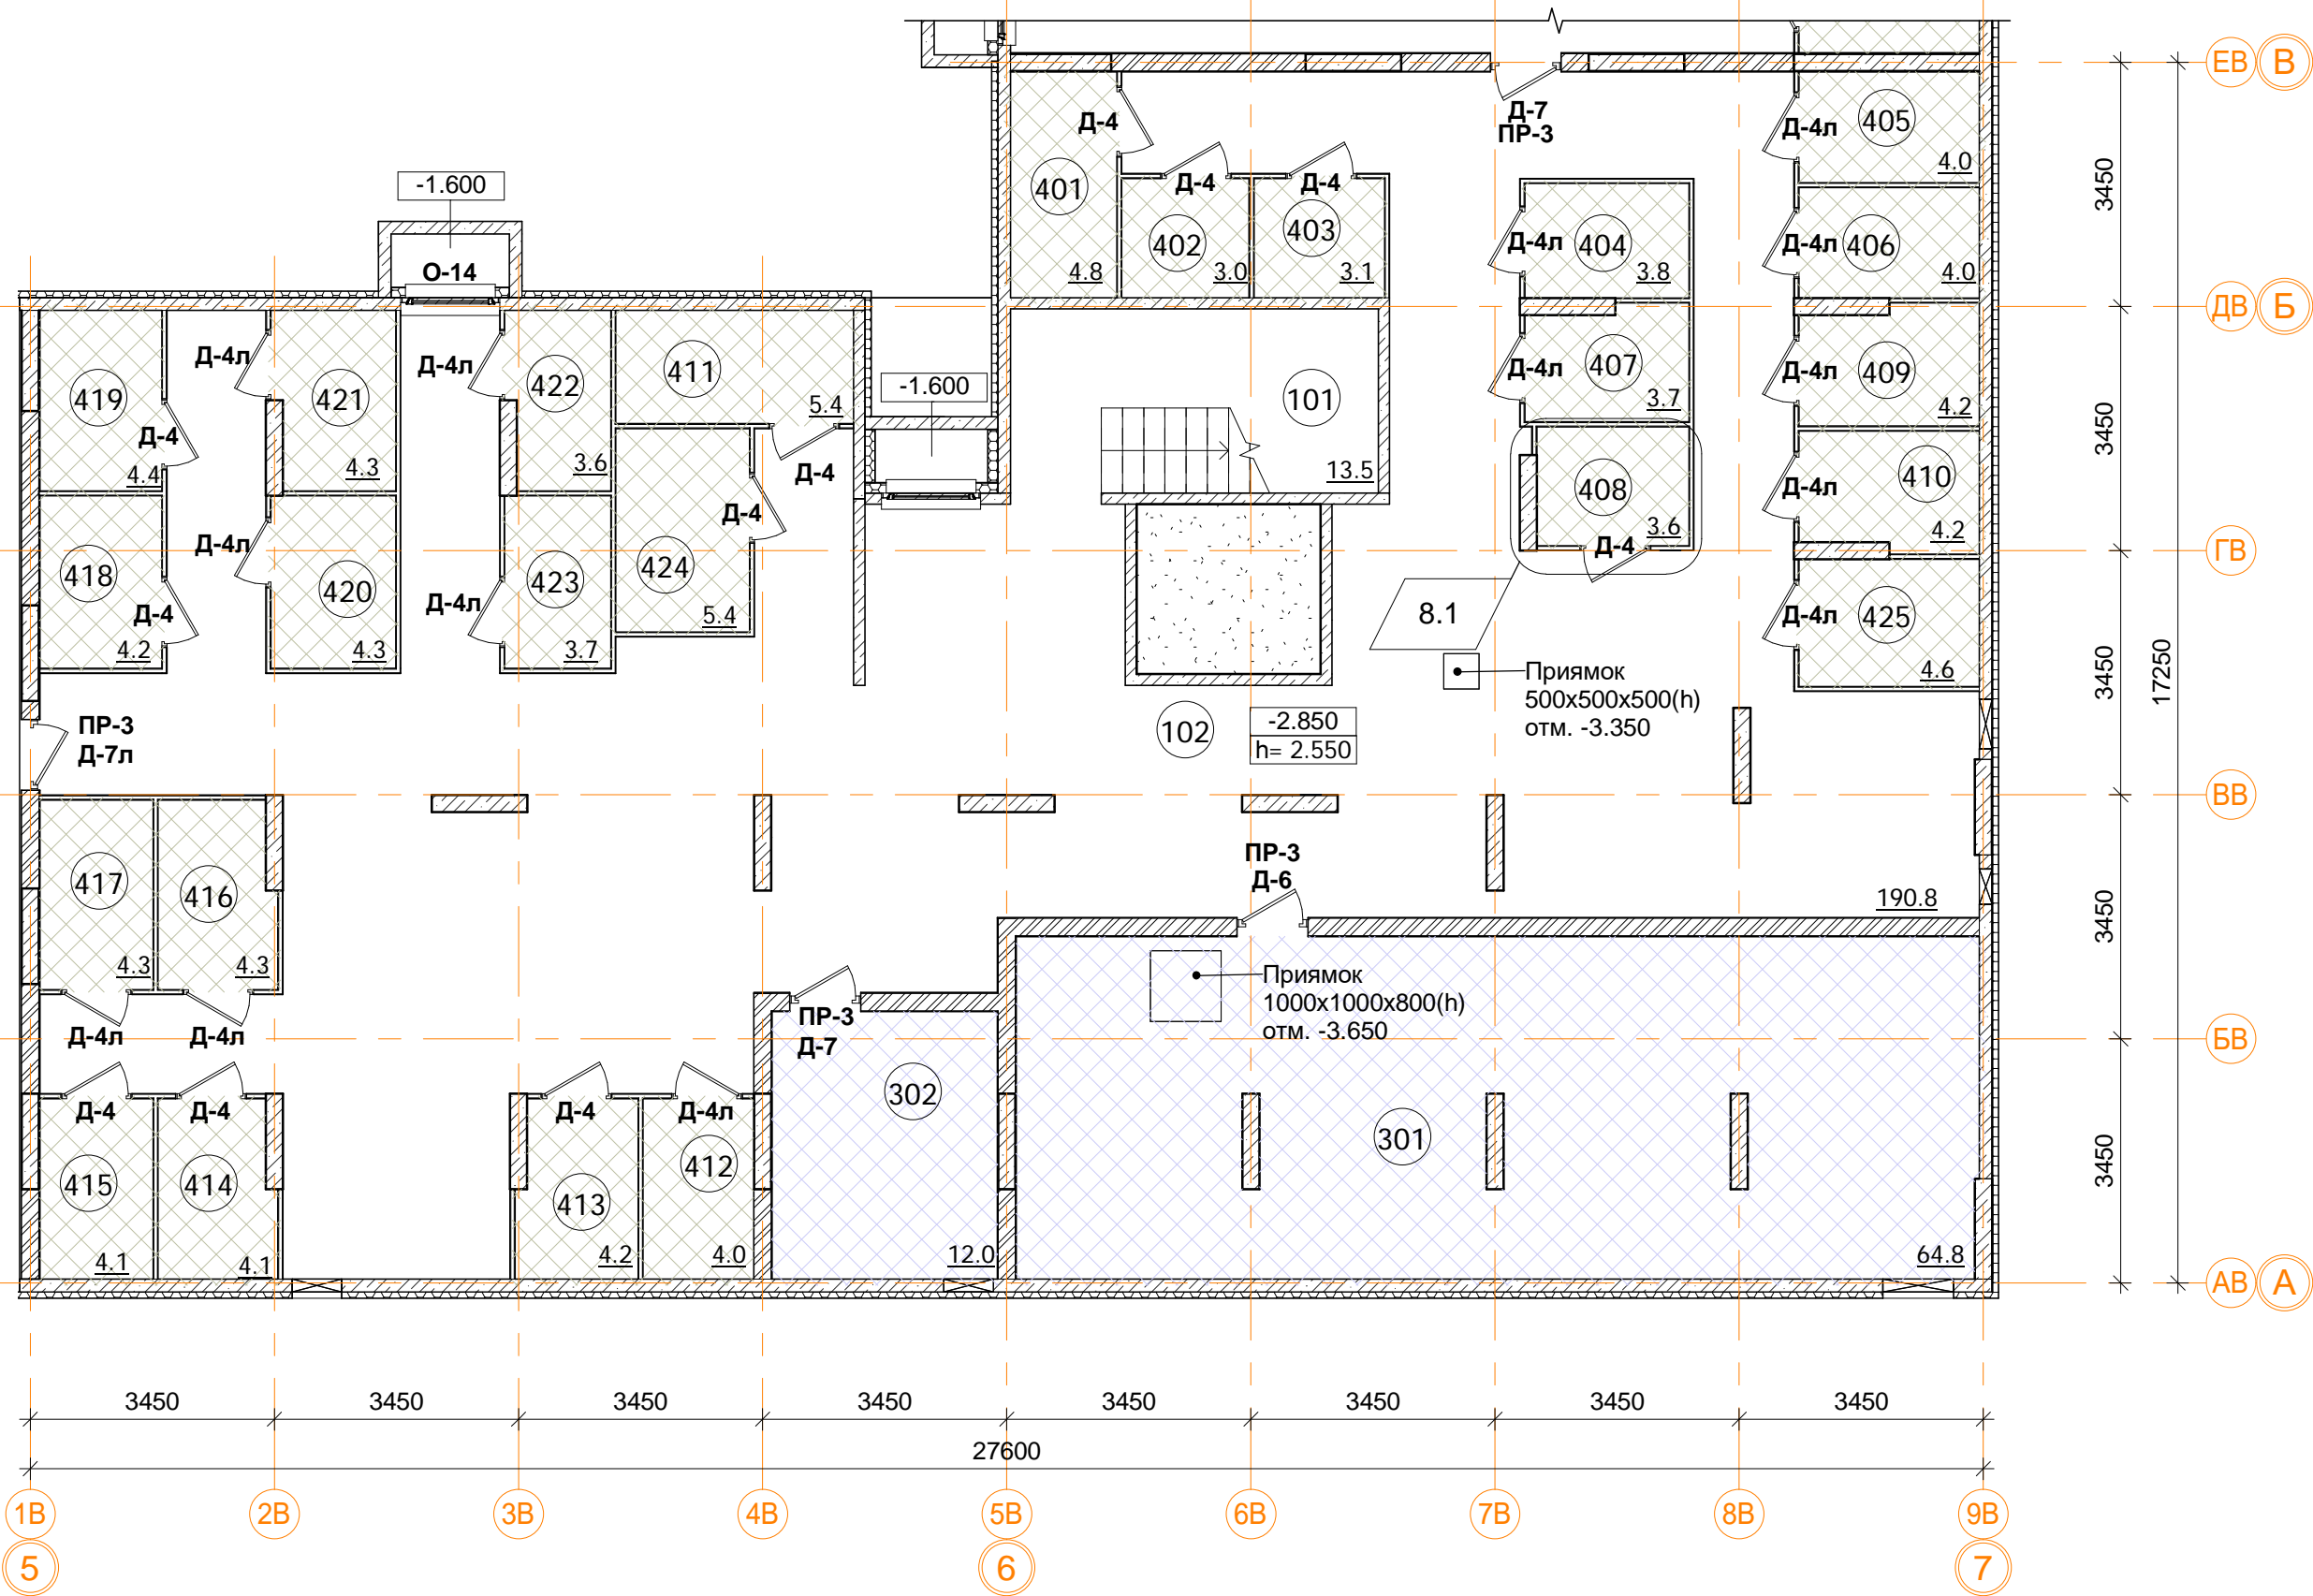 ЕВ В
Д-4
Д-7
ПР-3
405
Д-4л
4.0
401
Д-4
Д-4
402
403
4.8
3.0
3.1
404
Д-4л
3.8
406
Д-4л
4.0
3450
-1.600
О-14
ДВ Б
419
Д-4
4.4
Д-4л
421
4.3
Д-4л
422
3.6
411
5.4
Д-4
-1.600
101
13.5
407
Д-4л
3.7
409
Д-4л
4.2
3450
408
3.6
Д-4
410
Д-4л
4.2
ГВ
418
Д-4
4.2
Д-4л
420
4.3
Д-4л
423
3.7
424
Д-4
5.4
8.1
425
Д-4л
4.6
3450
17250
Приямок
500х500х500(h)
отм. -3.350
ПР-3
Д-7л
102
-2.850
h= 2.550
ВВ
417
4.3
416
4.3
Д-4л
Д-4л
ПР-3
Д-6
190.8
3450
Приямок
1000х1000х800(h)
отм. -3.650
ПР-3
Д-7
БВ
Д-4
Д-4
Д-4
Д-4л
415
4.1
414
4.1
413
4.2
412
4.0
302
12.0
301
64.8
3450
АВ А
3450 3450 3450 3450 3450 3450 3450 3450
27600
1В 2В 3В 4В 5В 6В 7В 8В 9В
5 6 7